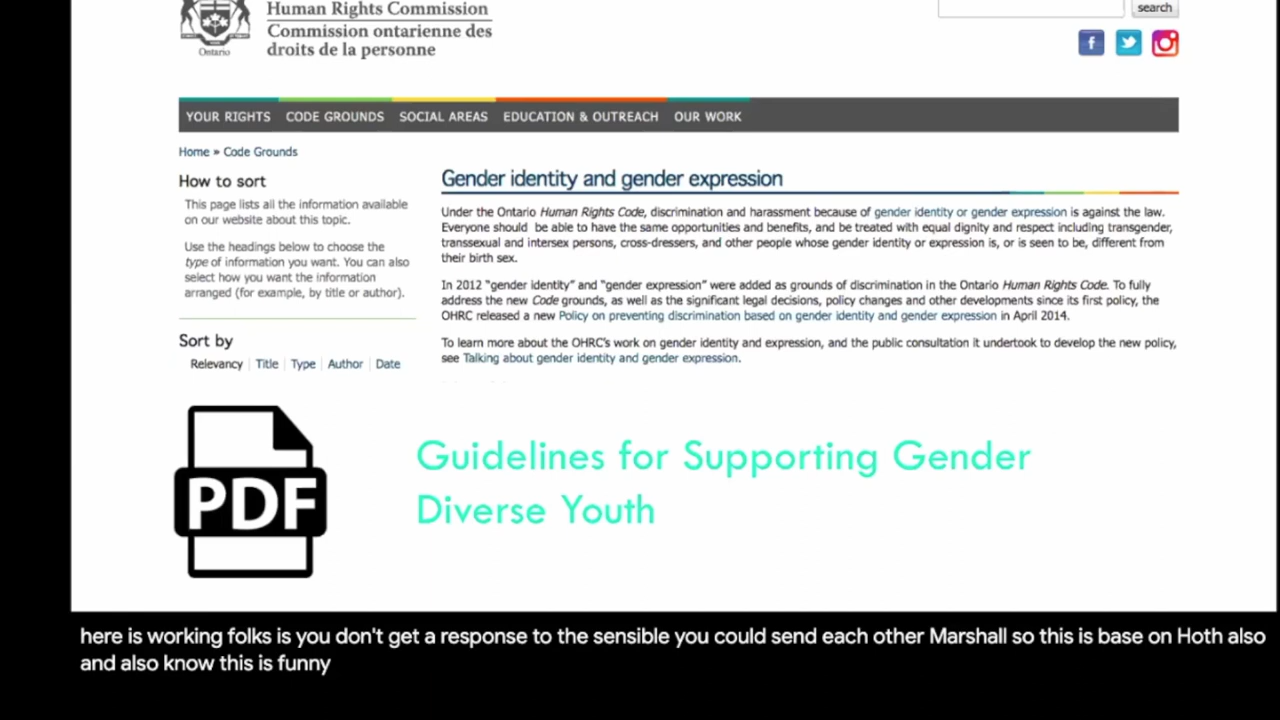 Human Rights Commission
Commission ontarienne des
droits de la personne
Ontario
search
YOUR RIGHTS CODE GROUNDS SOCIAL AREAS EDUCATION & OUTREACH OUR WORK
Home » Code Grounds
How to sort
This page lists all the information available
on our website about this topic.
Use the headings below to choose the
type of information you want. You can also
select how you want the information
arranged (for example, by title or author).
Sort by
Relevancy Title Type Author Date
Gender identity and gender expression
Under the Ontario Human Rights Code, discrimination and harassment because of gender identity or gender expression is against the law.
Everyone should be able to have the same opportunities and benefits, and be treated with equal dignity and respect including transgender,
transsexual and intersex persons, cross-dressers, and other people whose gender identity or expression is, or is seen to be, different from
their birth sex.
In 2012 "gender identity" and "gender expression" were added as grounds of discrimination in the Ontario Human Rights Code. To fully
address the new Code grounds, as well as the significant legal decisions, policy changes and other developments since its first policy, the
OHRC released a new Policy on preventing discrimination based on gender identity and gender expression in April 2014.
To learn more about the OHRC's work on gender identity and expression, and the public consultation it undertook to develop the new policy,
see Talking about gender identity and gender expression.
PDF
Guidelines for Supporting Gender
Diverse Youth
here is working folks is you don't get a response to the sensible you could send each other Marshall so this is base on Hoth also
and also know this is funny